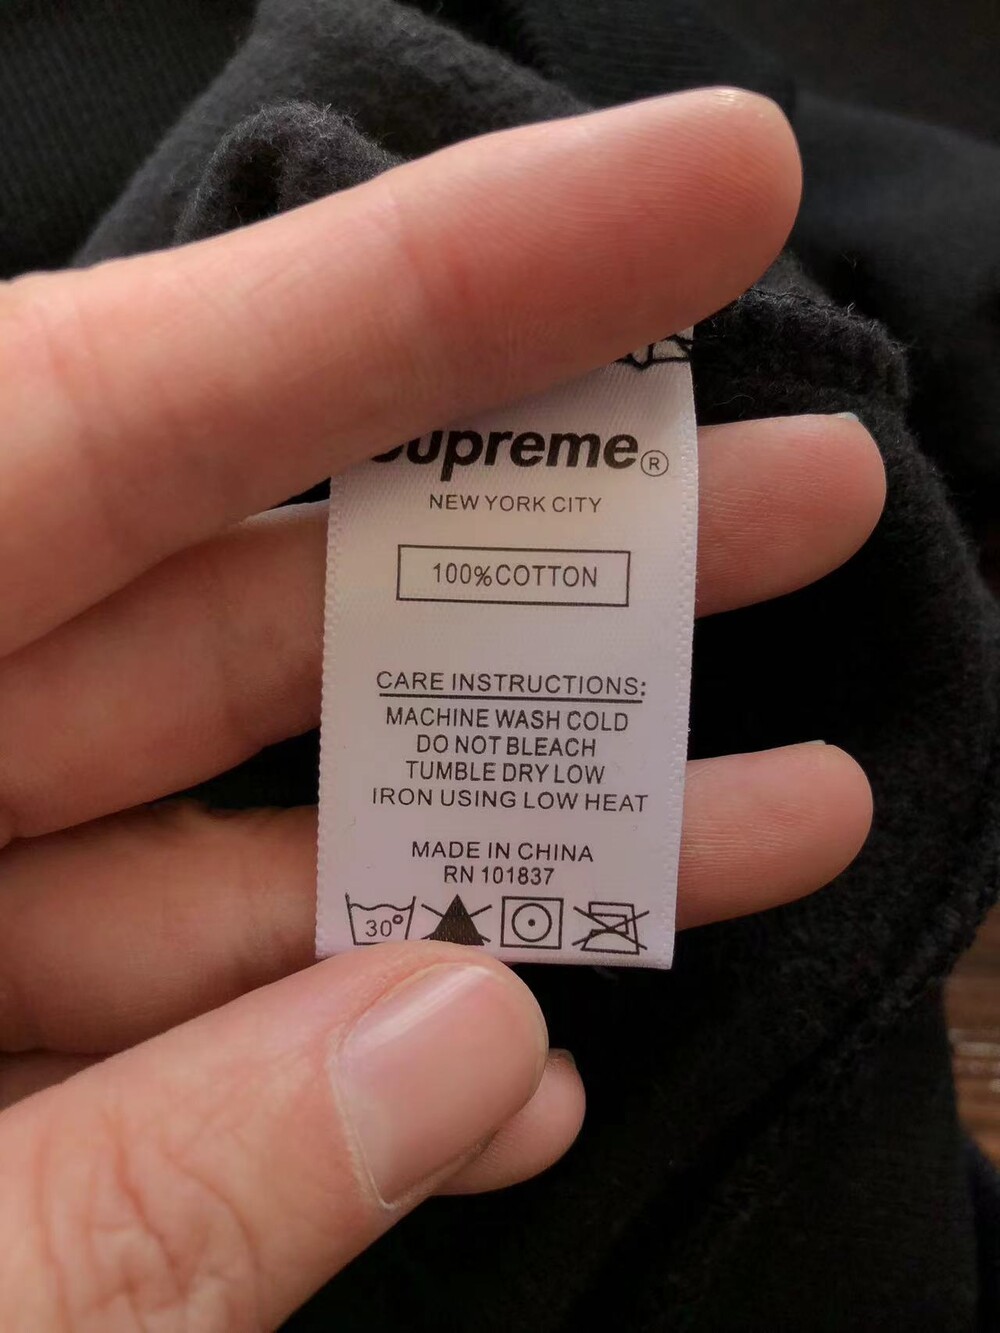 Supreme®
NEW YORK CITY
100%COTTON
CARE INSTRUCTIONS:
MACHINE WASH COLD
DO NOT BLEACH
TUMBLE DRY LOW
IRON USING LOW HEAT
MADE IN CHINA
RN 101837
30°